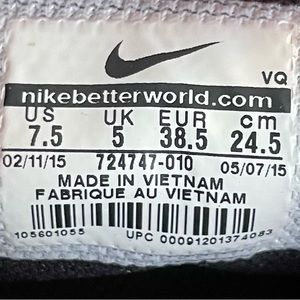 VQ
nikebetterworld.com
US UK EUR cm
7.5 5 38.5 24.5
02/11/15 724747-010 05/07/15
MADE IN VIETNAM
FABRIQUE AU VIETNAM
105601055 UPC 00091201374083